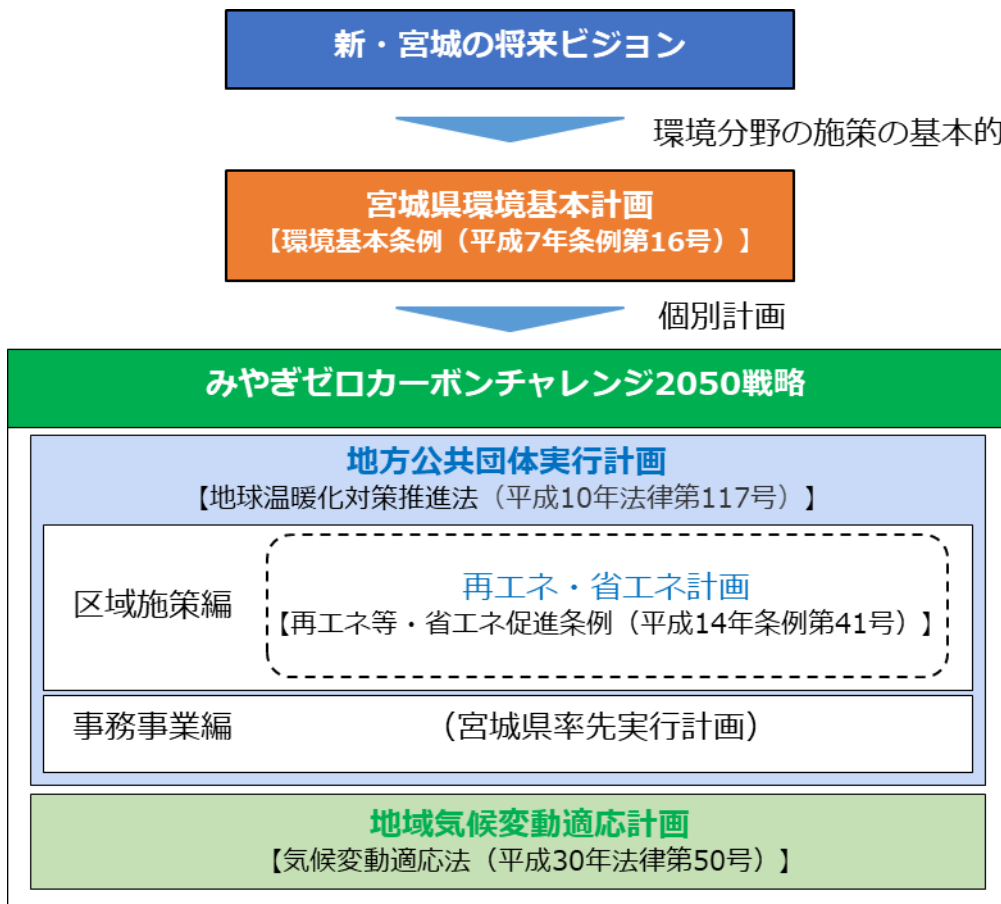 新・宮城の将来ビジョン
環境分野の施策の基本的
宮城県環境基本計画
【環境基本条例（平成7年条例第16号）】
個別計画
みやぎゼロカーボンチャレンジ2050戦略
地方公共団体実行計画
【地球温暖化対策推進法（平成10年法律第117号）】
区域施策編
再エネ・省エネ計画
【再エネ等・省エネ促進条例（平成14年条例第41号）】
事務事業編
（宮城県率先実行計画）
地域気候変動適応計画
【気候変動適応法（平成30年法律第50号）】